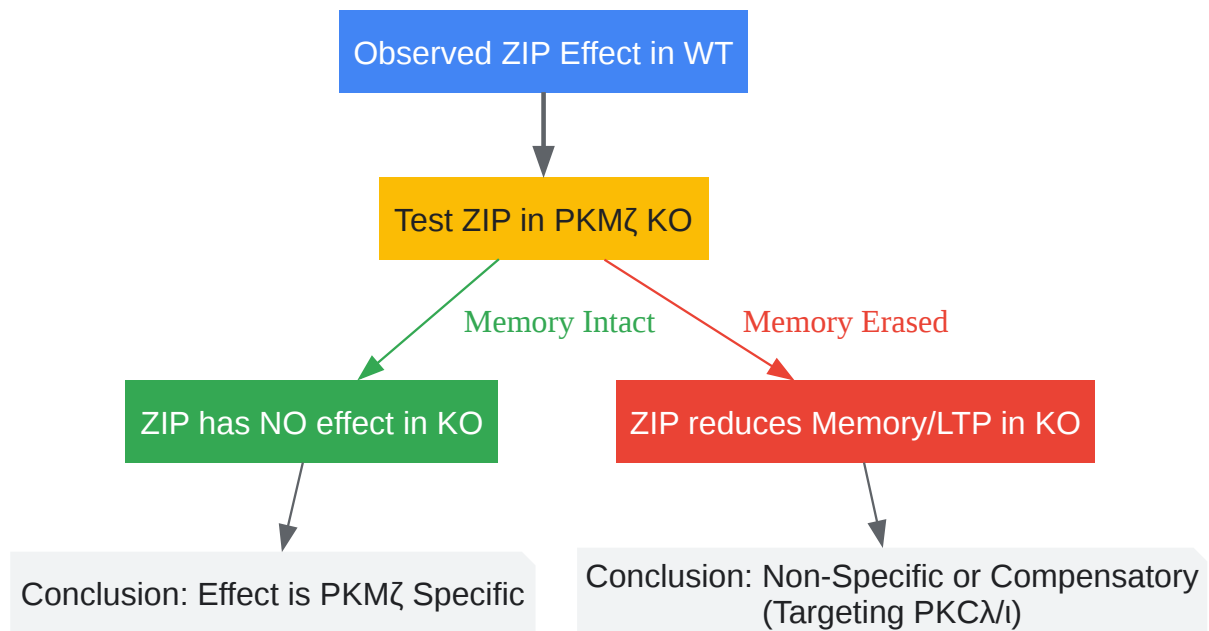 Observed ZIP Effect in WT
Test ZIP in PKMζ KO
Memory Intact
Memory Erased
ZIP has NO effect in KO
ZIP reduces Memory/LTP in KO
Conclusion: Effect is PKMζ Specific
Conclusion: Non-Specific or Compensatory
(Targeting PKCλ/ι)